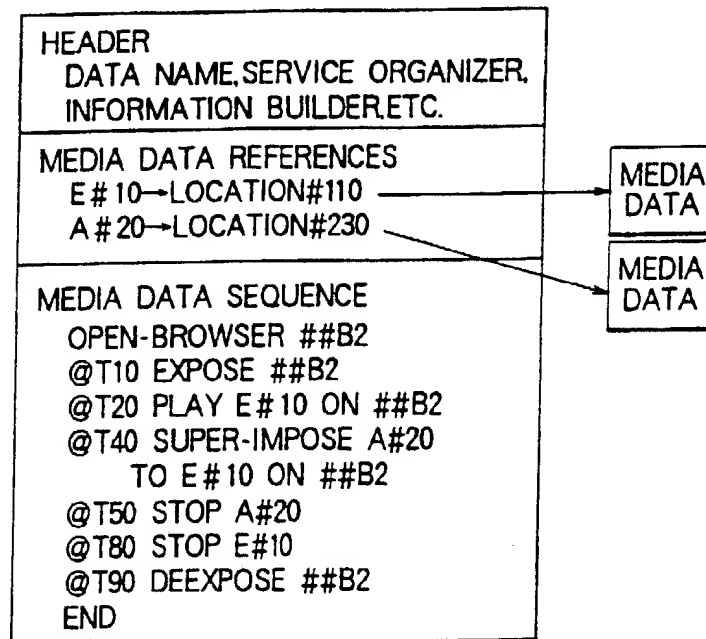 HEADER
DATA NAME,SERVICE ORGANIZER,
INFORMATION BUILDER,ETC.
MEDIA DATA REFERENCES
E#10→LOCATION#110
A#20→LOCATION#230
MEDIA
DATA
MEDIA
DATA
MEDIA DATA SEQUENCE
OPEN-BROWSER ##B2
@T10 EXPOSE ##B2
@T20 PLAY E#10 ON ##B2
@T40 SUPER-IMPOSE A#20
TO E#10 ON ##B2
@T50 STOP A#20
@T80 STOP E#10
@T90 DEEXPOSE ##B2
END